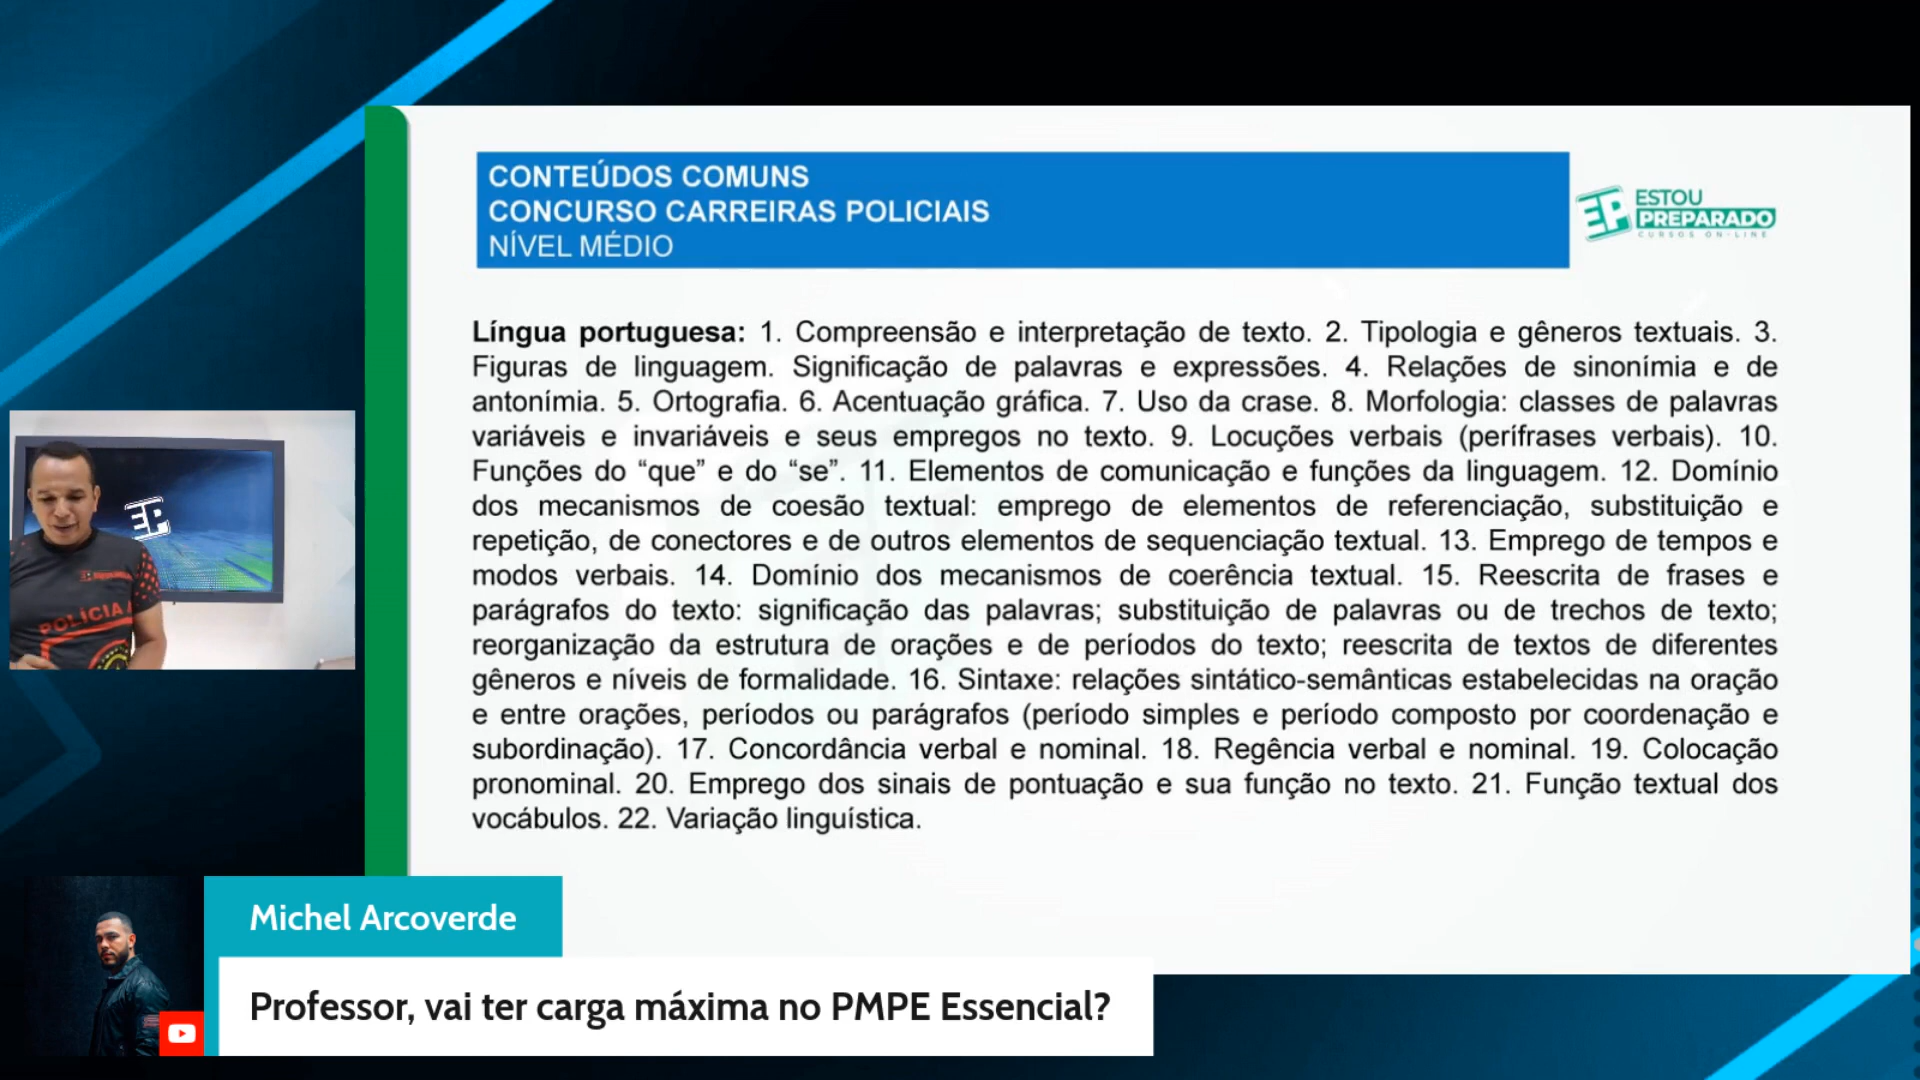 CONTEÚDOS COMUNS
CONCURSO CARREIRAS POLICIAIS
NÍVEL MÉDIO
EP ESTOU
PREPARADO
CURSOS ON-LINE
Língua portuguesa: 1. Compreensão e interpretação de texto. 2. Tipologia e gêneros textuais. 3.
Figuras de linguagem. Significação de palavras e expressões. 4. Relações de sinonímia e de
antonímia. 5. Ortografia. 6. Acentuação gráfica. 7. Uso da crase. 8. Morfologia: classes de palavras
variáveis e invariáveis e seus empregos no texto. 9. Locuções verbais (perífrases verbais). 10.
Funções do “que” e do “se”. 11. Elementos de comunicação e funções da linguagem. 12. Domínio
dos mecanismos de coesão textual: emprego de elementos de referenciação, substituição e
repetição, de conectores e de outros elementos de sequenciação textual. 13. Emprego de tempos e
modos verbais. 14. Domínio dos mecanismos de coerência textual. 15. Reescrita de frases e
parágrafos do texto: significação das palavras; substituição de palavras ou de trechos de texto;
reorganização da estrutura de orações e de períodos do texto; reescrita de textos de diferentes
gêneros e níveis de formalidade. 16. Sintaxe: relações sintático-semânticas estabelecidas na oração
e entre orações, períodos ou parágrafos (período simples e período composto por coordenação e
subordinação). 17. Concordância verbal e nominal. 18. Regência verbal e nominal. 19. Colocação
pronominal. 20. Emprego dos sinais de pontuação e sua função no texto. 21. Função textual dos
vocábulos. 22. Variação linguística.
EP
POLÍCIA
Michel Arcoverde
Professor, vai ter carga máxima no PMPE Essencial?